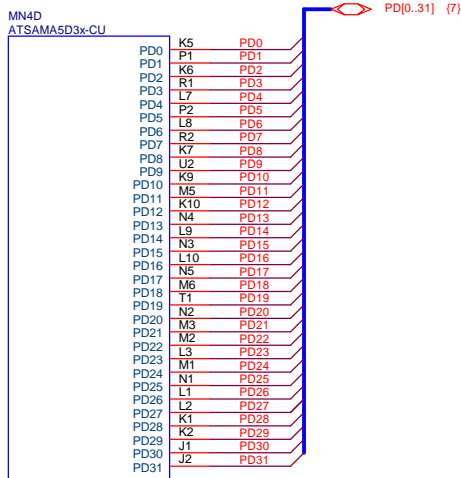 MN4D
PD[0..31] {7}
ATSAMA5D3x-CU
PD0 K5 PD0
PD1 P1 PD1
PD2 K6 PD2
PD3 R1 PD3
PD4 L7 PD4
PD5 P2 PD5
PD6 L8 PD6
PD7 R2 PD7
PD8 K7 PD8
PD9 U2 PD9
PD10 K9 PD10
PD11 M5 PD11
PD12 K10 PD12
PD13 N4 PD13
PD14 L9 PD14
PD15 N3 PD15
PD16 L10 PD16
PD17 N5 PD17
PD18 M6 PD18
PD19 T1 PD19
PD20 N2 PD20
PD21 M3 PD21
PD22 M2 PD22
PD23 L3 PD23
PD24 M1 PD24
PD25 N1 PD25
PD26 L1 PD26
PD27 L2 PD27
PD28 K1 PD28
PD29 K2 PD29
PD30 J1 PD30
PD31 J2 PD31